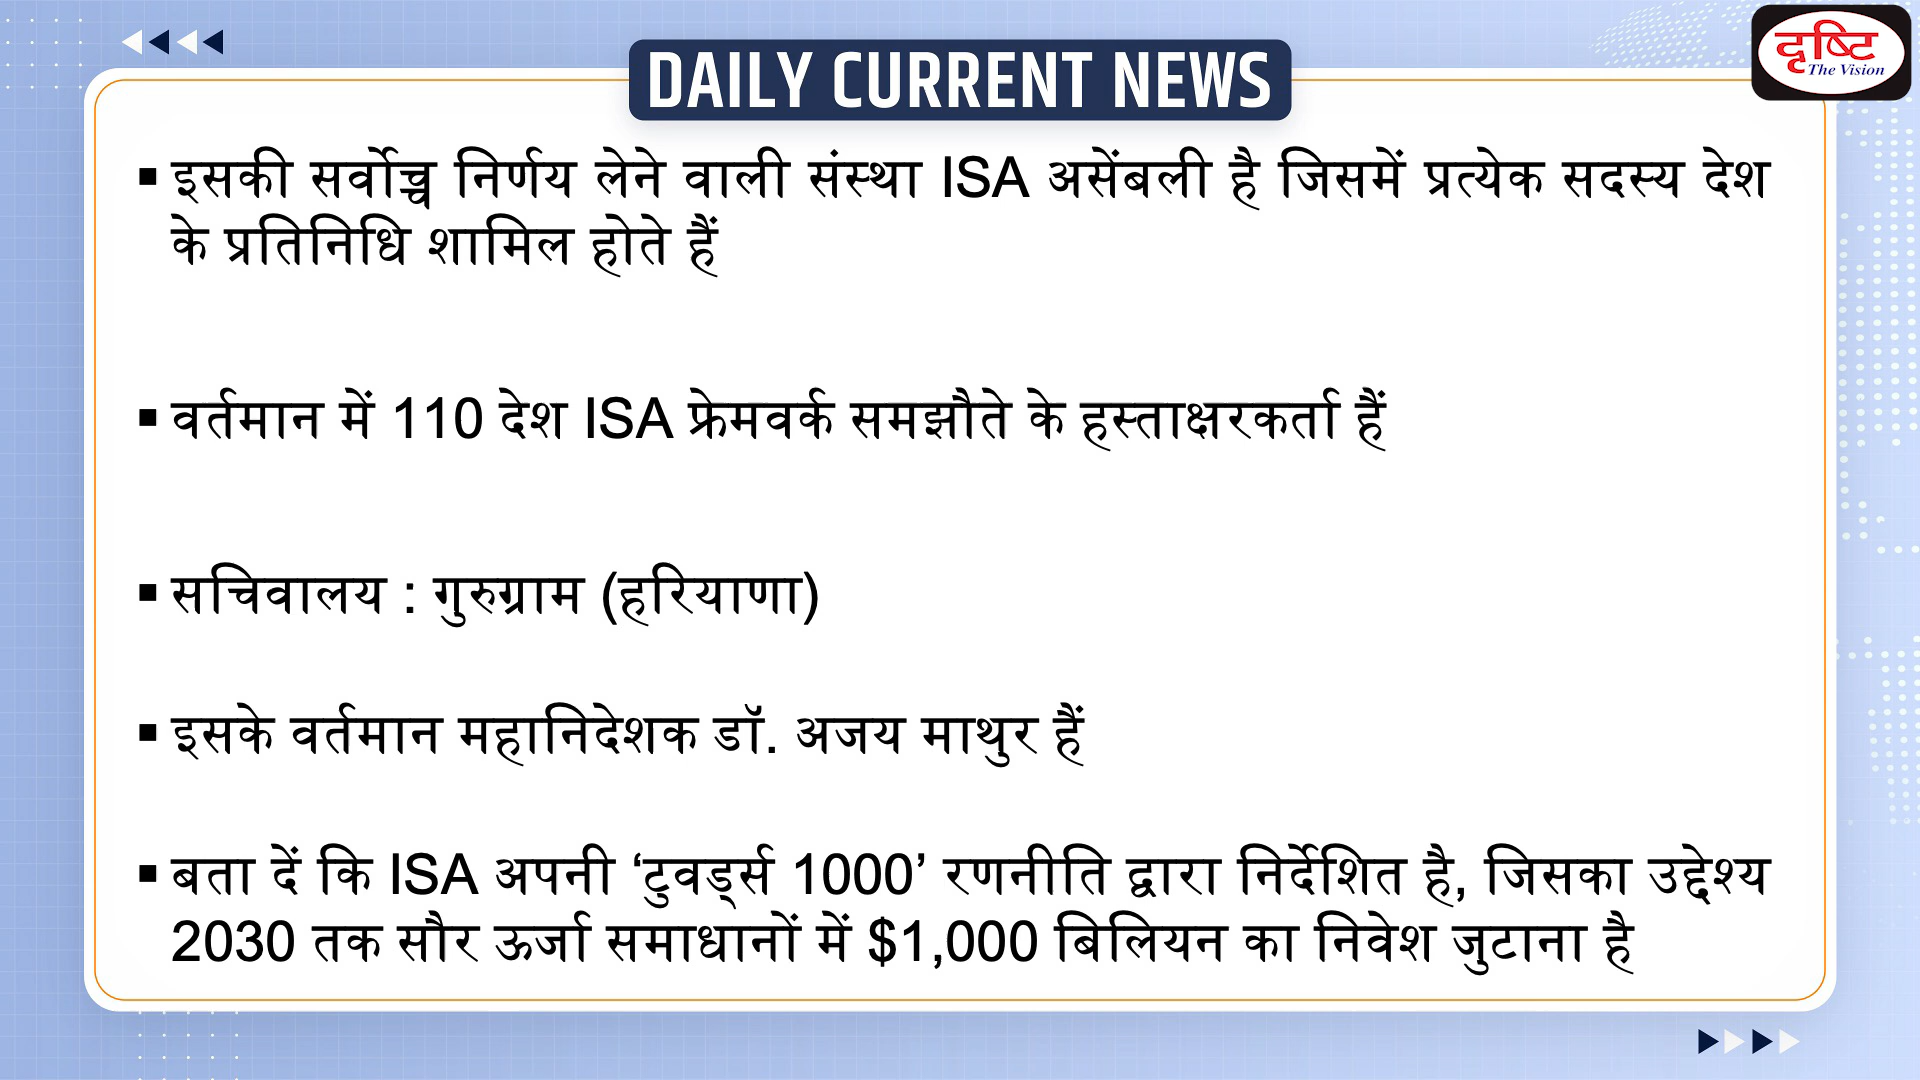 DAILY CURRENT NEWS
दृष्टि
The Vision
▪ इसकी सर्वोच्च निर्णय लेने वाली संस्था ISA असेंबली है जिसमें प्रत्येक सदस्य देश
के प्रतिनिधि शामिल होते हैं
▪ वर्तमान में 110 देश ISA फ्रेमवर्क समझौते के हस्ताक्षरकर्ता हैं
▪ सचिवालय : गुरुग्राम (हरियाणा)
▪ इसके वर्तमान महानिदेशक डॉ. अजय माथुर हैं
▪ बता दें कि ISA अपनी ‘टुवर्ड्स 1000’ रणनीति द्वारा निर्देशित है, जिसका उद्देश्य
2030 तक सौर ऊर्जा समाधानों में $1,000 बिलियन का निवेश जुटाना है